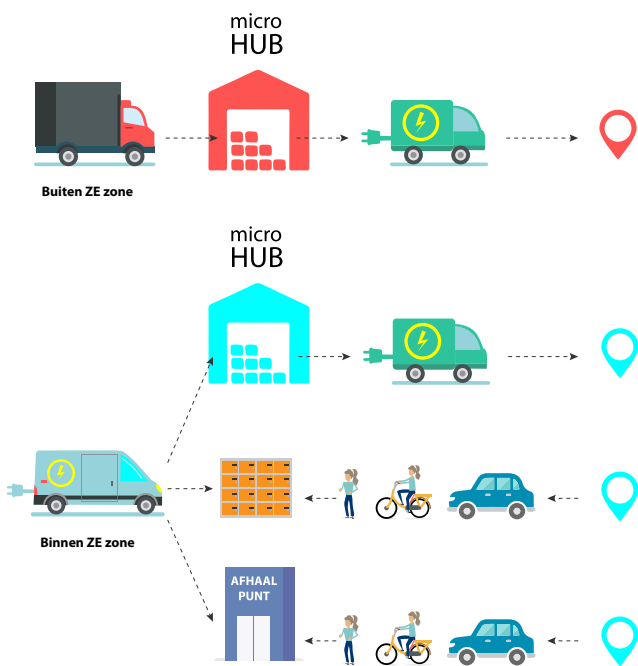 micro
HUB
Buiten ZE zone
micro
HUB
Binnen ZE zone
AFHAAL
PUNT